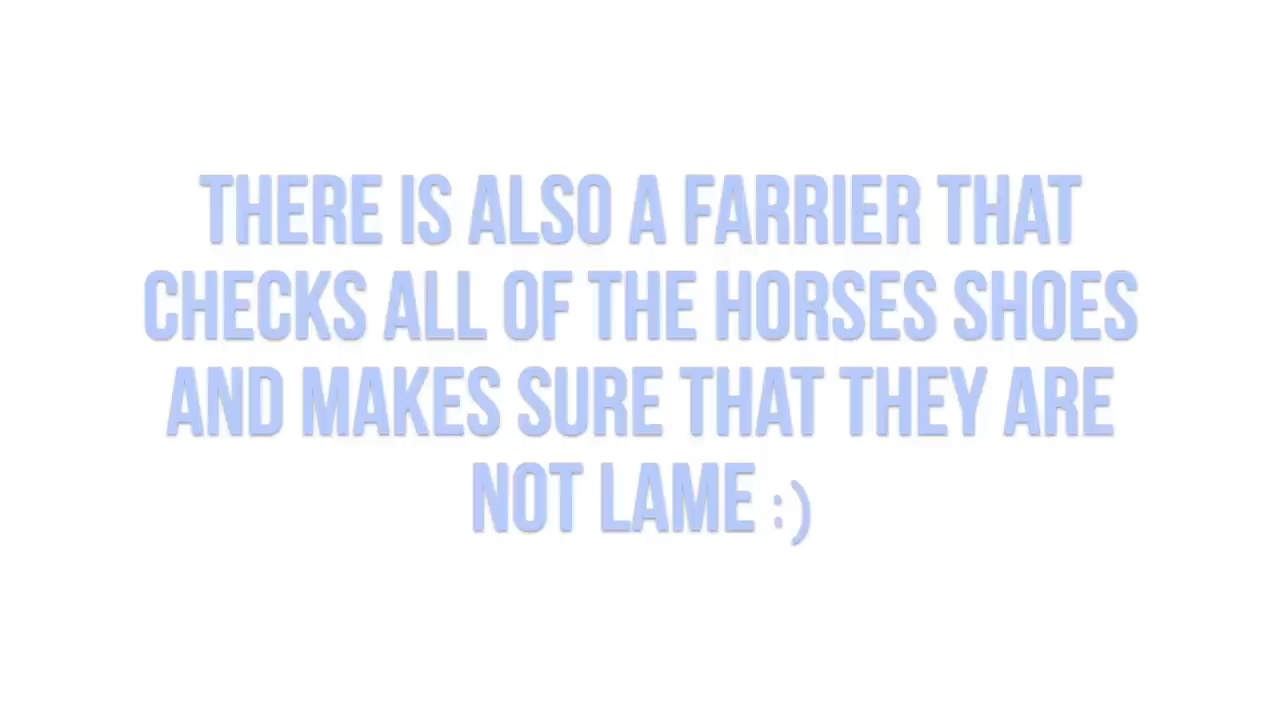 THERE IS ALSO A FARRIER THAT
CHECKS ALL OF THE HORSES SHOES
AND MAKES SURE THAT THEY ARE
NOT LAME :)